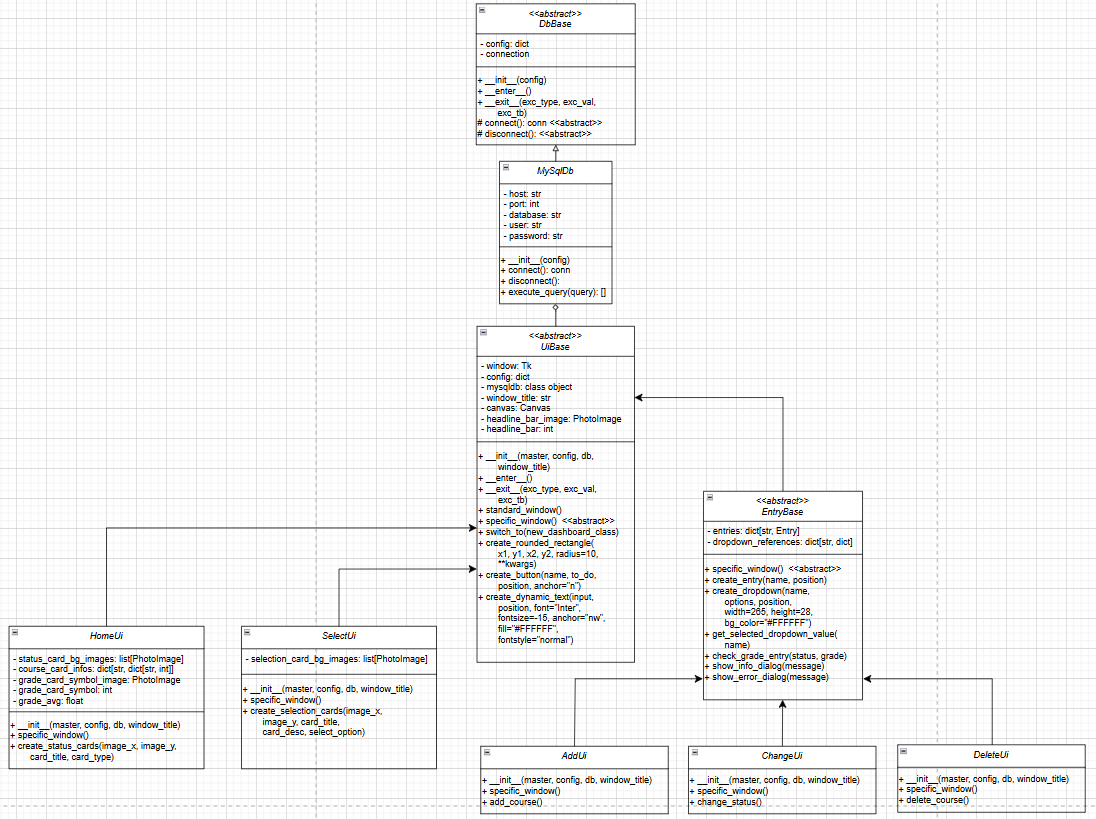 <<abstract>>
DbBase
- config: dict
- connection
+ __init__(config)
+ __enter__()
+ __exit__(exc_type, exc_val,
exc_tb)
# connect(): conn <<abstract>>
# disconnect(): <<abstract>>
MySqlDb
- host: str
- port: int
- database: str
- user: str
- password: str
+ __init__(config)
+ connect(): conn
+ disconnect():
+ execute_query(query): []
<<abstract>>
UiBase
- window: Tk
- config: dict
- mysqldb: class object
- window_title: str
- canvas: Canvas
- headline_bar_image: PhotoImage
- headline_bar: int
+ __init__(master, config, db,
window_title)
+ __enter__()
+ __exit__(exc_type, exc_val,
exc_tb)
+ standard_window()
+ specific_window() <<abstract>>
+ switch_to(new_dashboard_class)
+ create_rounded_rectangle(
x1, y1, x2, y2, radius=10,
**kwargs)
+ create_button(name, to_do,
position, anchor="n")
+ create_dynamic_text(input,
position, font="Inter",
fontsize=-15, anchor="nw",
fill="#FFFFFF",
fontstyle="normal")
<<abstract>>
EntryBase
- entries: dict[str, Entry]
- dropdown_references: dict[str, dict]
+ specific_window() <<abstract>>
+ create_entry(name, position)
+ create_dropdown(name,
options, position,
width=265, height=28,
bg_color="#FFFFFF")
+ get_selected_dropdown_value(
name)
+ check_grade_entry(status, grade)
+ show_info_dialog(message)
+ show_error_dialog(message)
HomeUi
- status_card_bg_images: list[PhotoImage]
- course_card_infos: dict[str, dict[str, int]]
- grade_card_symbol_image: PhotoImage
- grade_card_symbol: int
- grade_avg: float
+ __init__(master, config, db, window_title)
+ specific_window()
+ create_status_cards(image_x, image_y,
card_title, card_type)
SelectUi
- selection_card_bg_images: list[PhotoImage]
+ __init__(master, config, db, window_title)
+ specific_window()
+ create_selection_cards(image_x,
image_y, card_title,
card_desc, select_option)
AddUi
+ __init__(master, config, db, window_title)
+ specific_window()
+ add_course()
ChangeUi
+ __init__(master, config, db, window_title)
+ specific_window()
+ change_status()
DeleteUi
+ __init__(master, config, db, window_title)
+ specific_window()
+ delete_course()